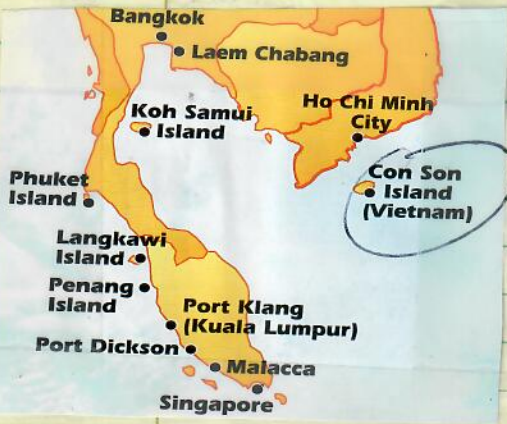 Bangkok
Laem Chabang
Koh Samui
Island
Ho Chi Minh
City
Con Son
Island
(Vietnam)
Phuket
Island
Langkawi
Island
Penang
Island
Port Klang
(Kuala Lumpur)
Port Dickson
Malacca
Singapore